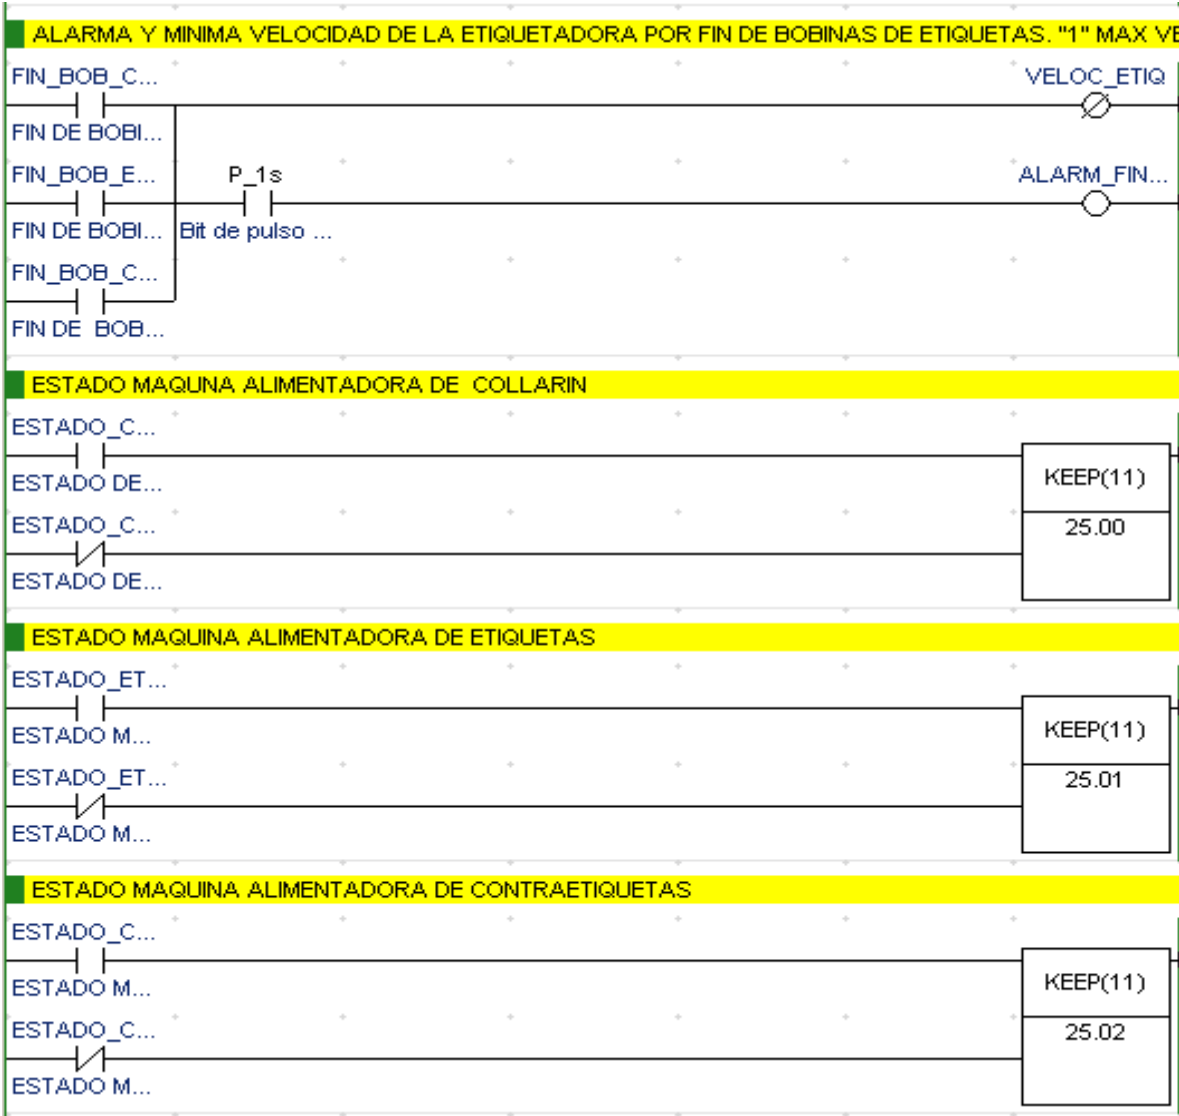 ALARMA Y MINIMA VELOCIDAD DE LA ETIQUETADORA POR FIN DE BOBINAS DE ETIQUETAS. "1" MAX VE
FIN_BOB_C...
VELOC_ETIQ
FIN DE BOBI...
FIN_BOB_E...
P_1s
ALARM_FIN...
FIN DE BOBI...
Bit de pulso ...
FIN_BOB_C...
FIN DE BOB...
ESTADO MAQUNA ALIMENTADORA DE COLLARIN
ESTADO_C...
KEEP(11)
ESTADO DE...
ESTADO_C...
25.00
ESTADO DE...
ESTADO MAQUINA ALIMENTADORA DE ETIQUETAS
ESTADO_ET...
KEEP(11)
ESTADO M...
ESTADO_ET...
25.01
ESTADO M...
ESTADO MAQUINA ALIMENTADORA DE CONTRAETIQUETAS
ESTADO_C...
KEEP(11)
ESTADO M...
ESTADO_C...
25.02
ESTADO M...